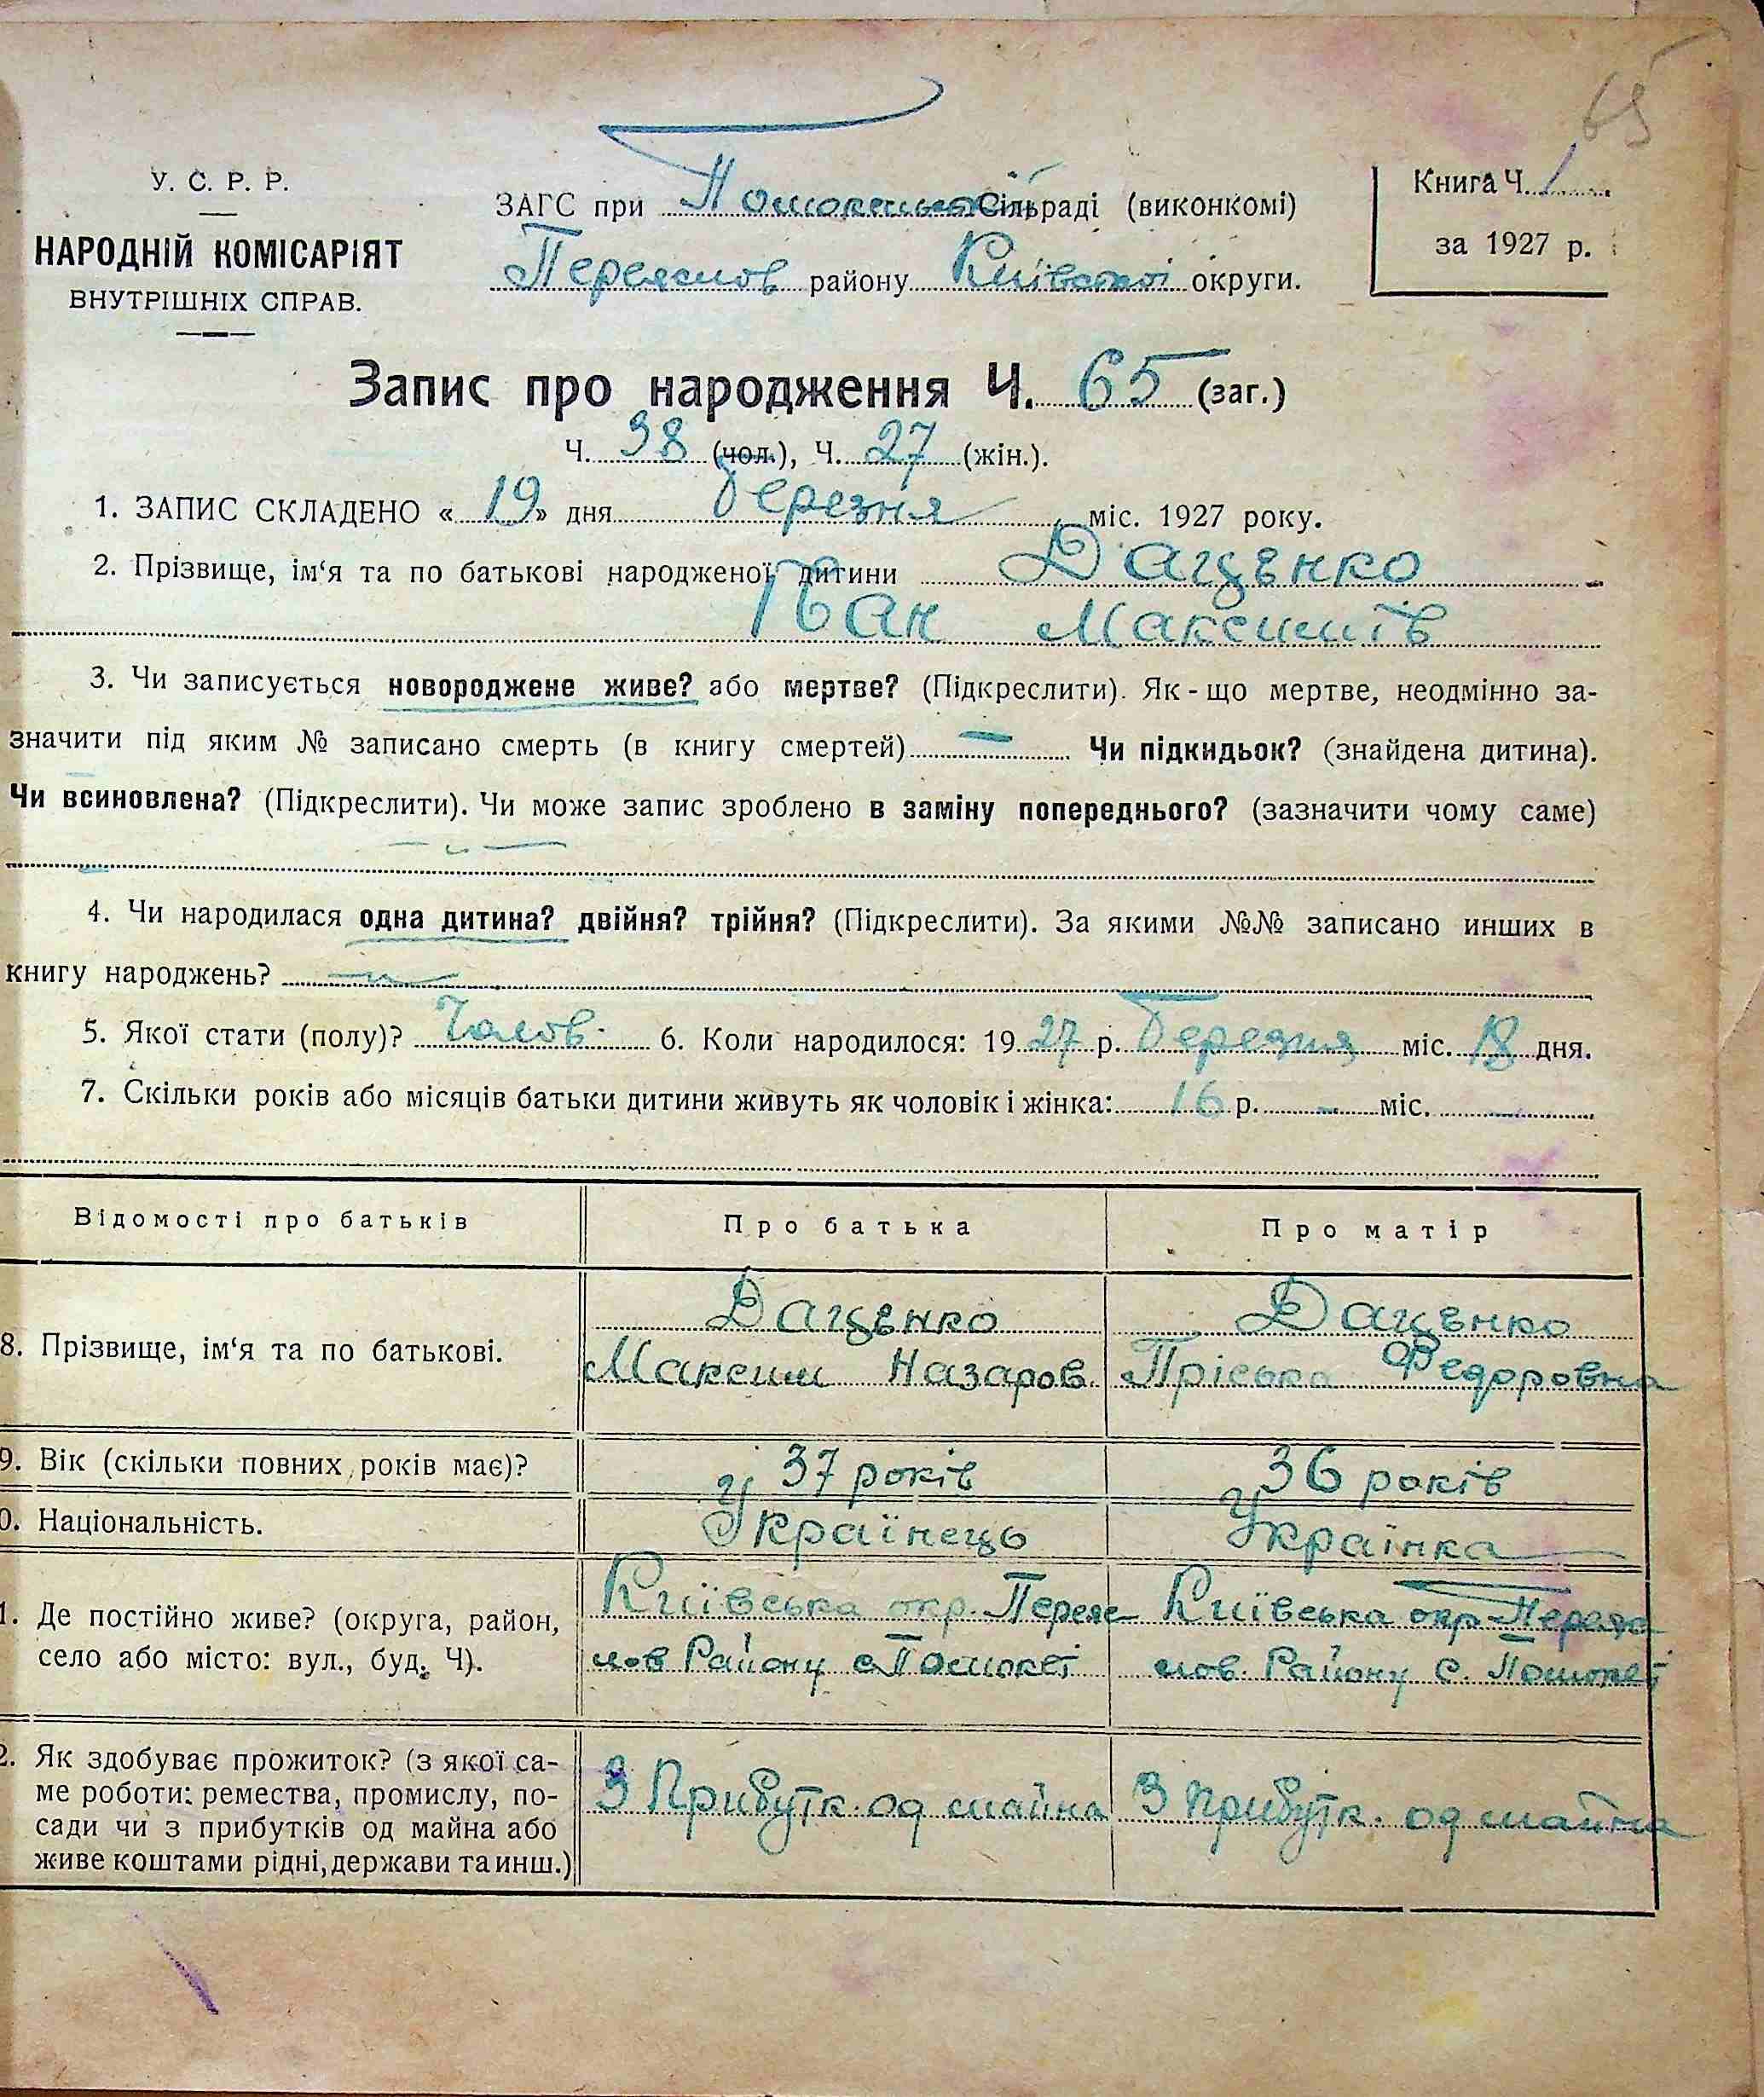 65
У. С. Р. Р.
НАРОДНІЙ КОМІСАРІЯТ
ВНУТРІШНІХ СПРАВ.
ЗАГС при Сільраді (виконкомі)
Переяслов району Київської округи.
Книга Ч. 1
за 1927 р.
Запис про народження Ч. 65 (заг.)
Ч. 38 (чол.), Ч. 27 (жін.).
1. ЗАПИС СКЛАДЕНО «19» дня Березня міс. 1927 року.
2. Прізвище, ім‘я та по батькові народженої дитини Даценко
Іван Максимів
3. Чи записується новороджене живе? або мертве? (Підкреслити). Як-що мертве, неодмінно за-
значити під яким № записано смерть (в книгу смертей) — Чи підкидьок? (знайдена дитина).
Чи всиновлена? (Підкреслити). Чи може запис зроблено в заміну попереднього? (зазначити чому саме)
4. Чи народилася одна дитина? двійня? трійня? (Підкреслити). За якими №№ записано инших в
книгу народжень?
5. Якої стати (полу)? Чолов. 6. Коли народилося: 1927 р. Березня міс. 18 дня.
7. Скільки років або місяців батьки дитини живуть як чоловік і жінка: 16 р. - міс.
Відомості про батьків Про батька Про матір
8. Прізвище, ім‘я та по батькові. Даценко Даценко
Максим Назаров. Пріська Федоровна
9. Вік (скільки повних років має)? 37 років 36 років
0. Національність. Українець Українка
1. Де постійно живе? (округа, район, Київська окр. Переяс Київська окр. Переяс
село або місто: вул., буд. Ч). лов Району с. лов. Району с.
2. Як здобуває прожиток? (з якої са-
ме роботи: ремества, промислу, по- З Прибутк. од майна З прибутк. од майна
сади чи з прибутків од майна або
живе коштами рідні, держави та инш.)